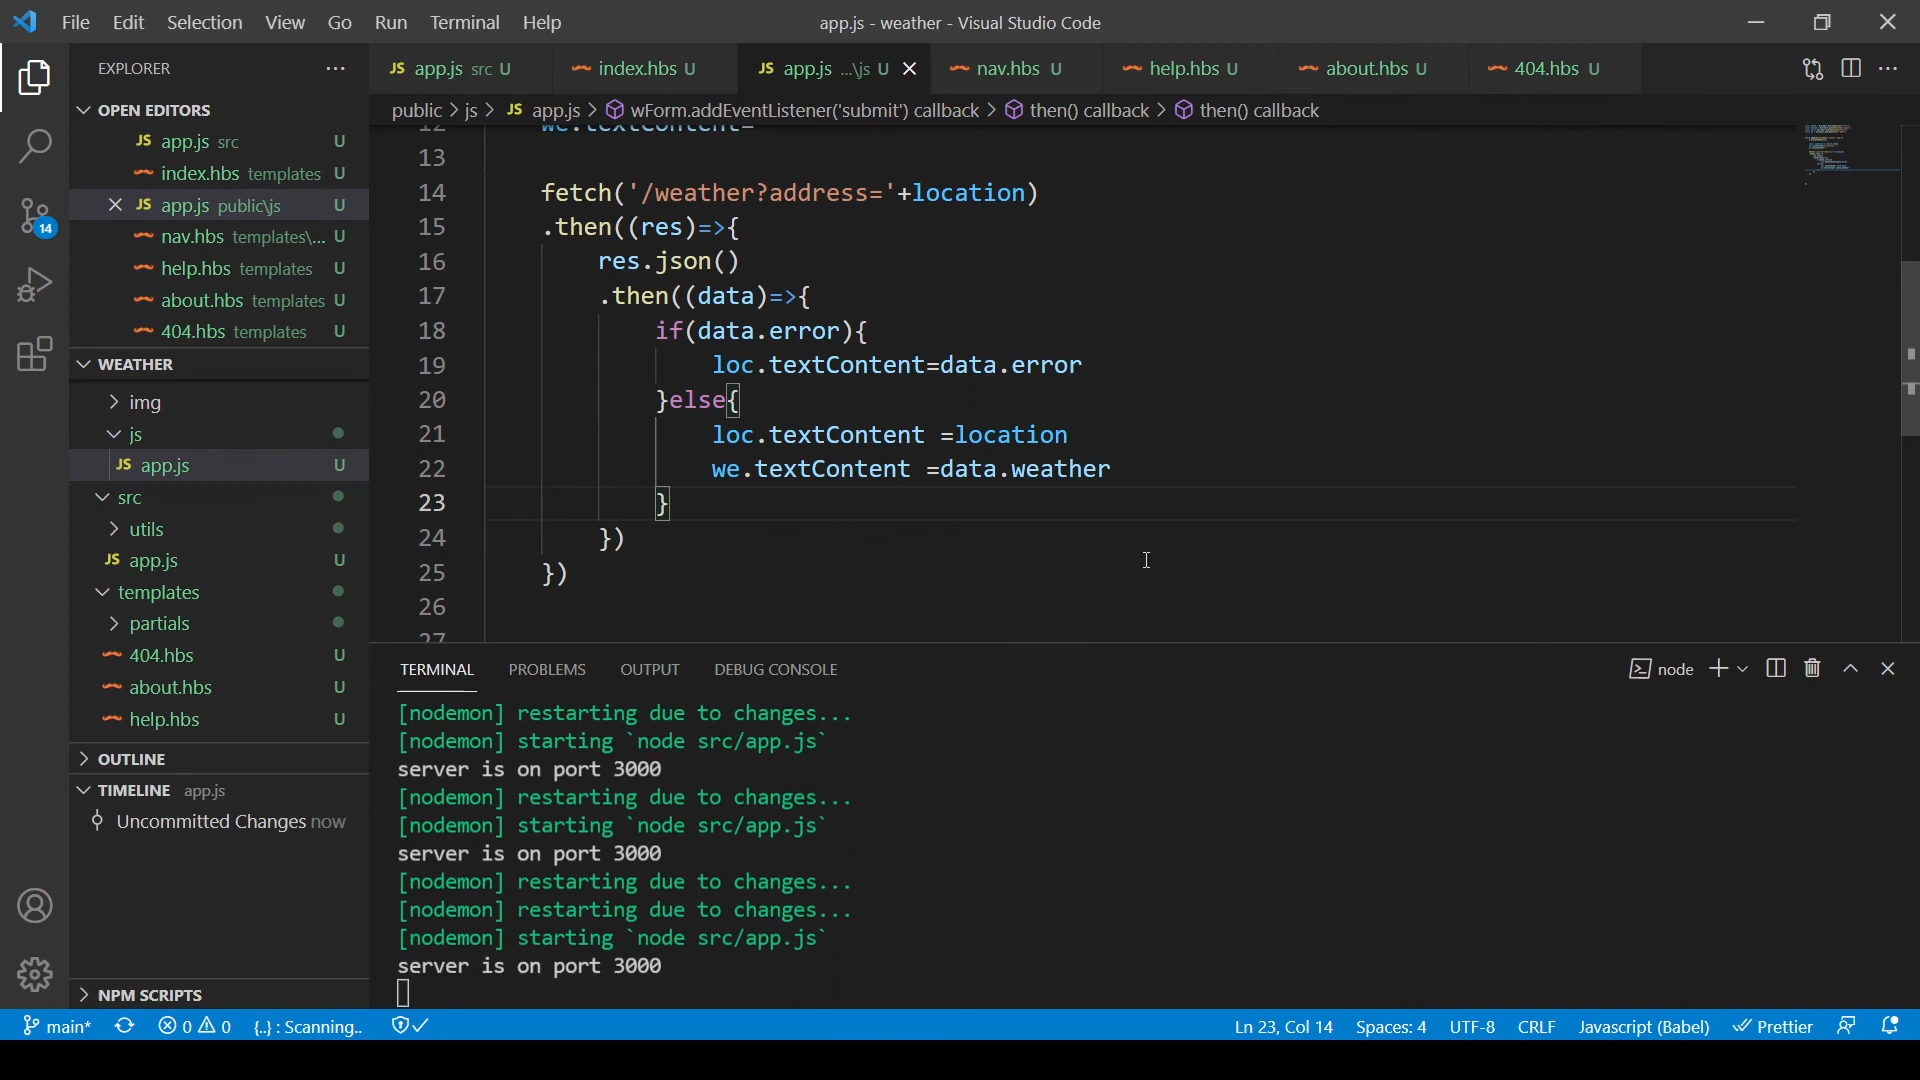 File Edit Selection View Go Run Terminal Help
app.js - weather - Visual Studio Code
EXPLORER
JS app.js src U
index.hbs U
JS app.js ...\js U
nav.hbs U
help.hbs U
about.hbs U
404.hbs U
public > js > JS app.js > wForm.addEventListener('submit') callback > then() callback > then() callback
OPEN EDITORS
JS app.js src U
index.hbs templates U
JS app.js public\js U
nav.hbs templates\... U
help.hbs templates U
about.hbs templates U
404.hbs templates U
WEATHER
img
js
JS app.js U
src
utils
JS app.js U
templates
partials
404.hbs U
about.hbs U
help.hbs U
OUTLINE
TIMELINE app.js
Uncommitted Changes now
NPM SCRIPTS
12 we.textContent=
13
14 fetch('/weather?address='+location)
15 .then((res)=>{
16 res.json()
17 .then((data)=>{
18 if(data.error){
19 loc.textContent=data.error
20 }else{
21 loc.textContent =location
22 we.textContent =data.weather
23 }
24 })
25 })
26
27
TERMINAL PROBLEMS OUTPUT DEBUG CONSOLE
node
[nodemon] restarting due to changes...
[nodemon] starting `node src/app.js`
server is on port 3000
[nodemon] restarting due to changes...
[nodemon] starting `node src/app.js`
server is on port 3000
[nodemon] restarting due to changes...
[nodemon] restarting due to changes...
[nodemon] starting `node src/app.js`
server is on port 3000
14
main* 0 0 {..} : Scanning.. Ln 23, Col 14 Spaces: 4 UTF-8 CRLF Javascript (Babel) Prettier